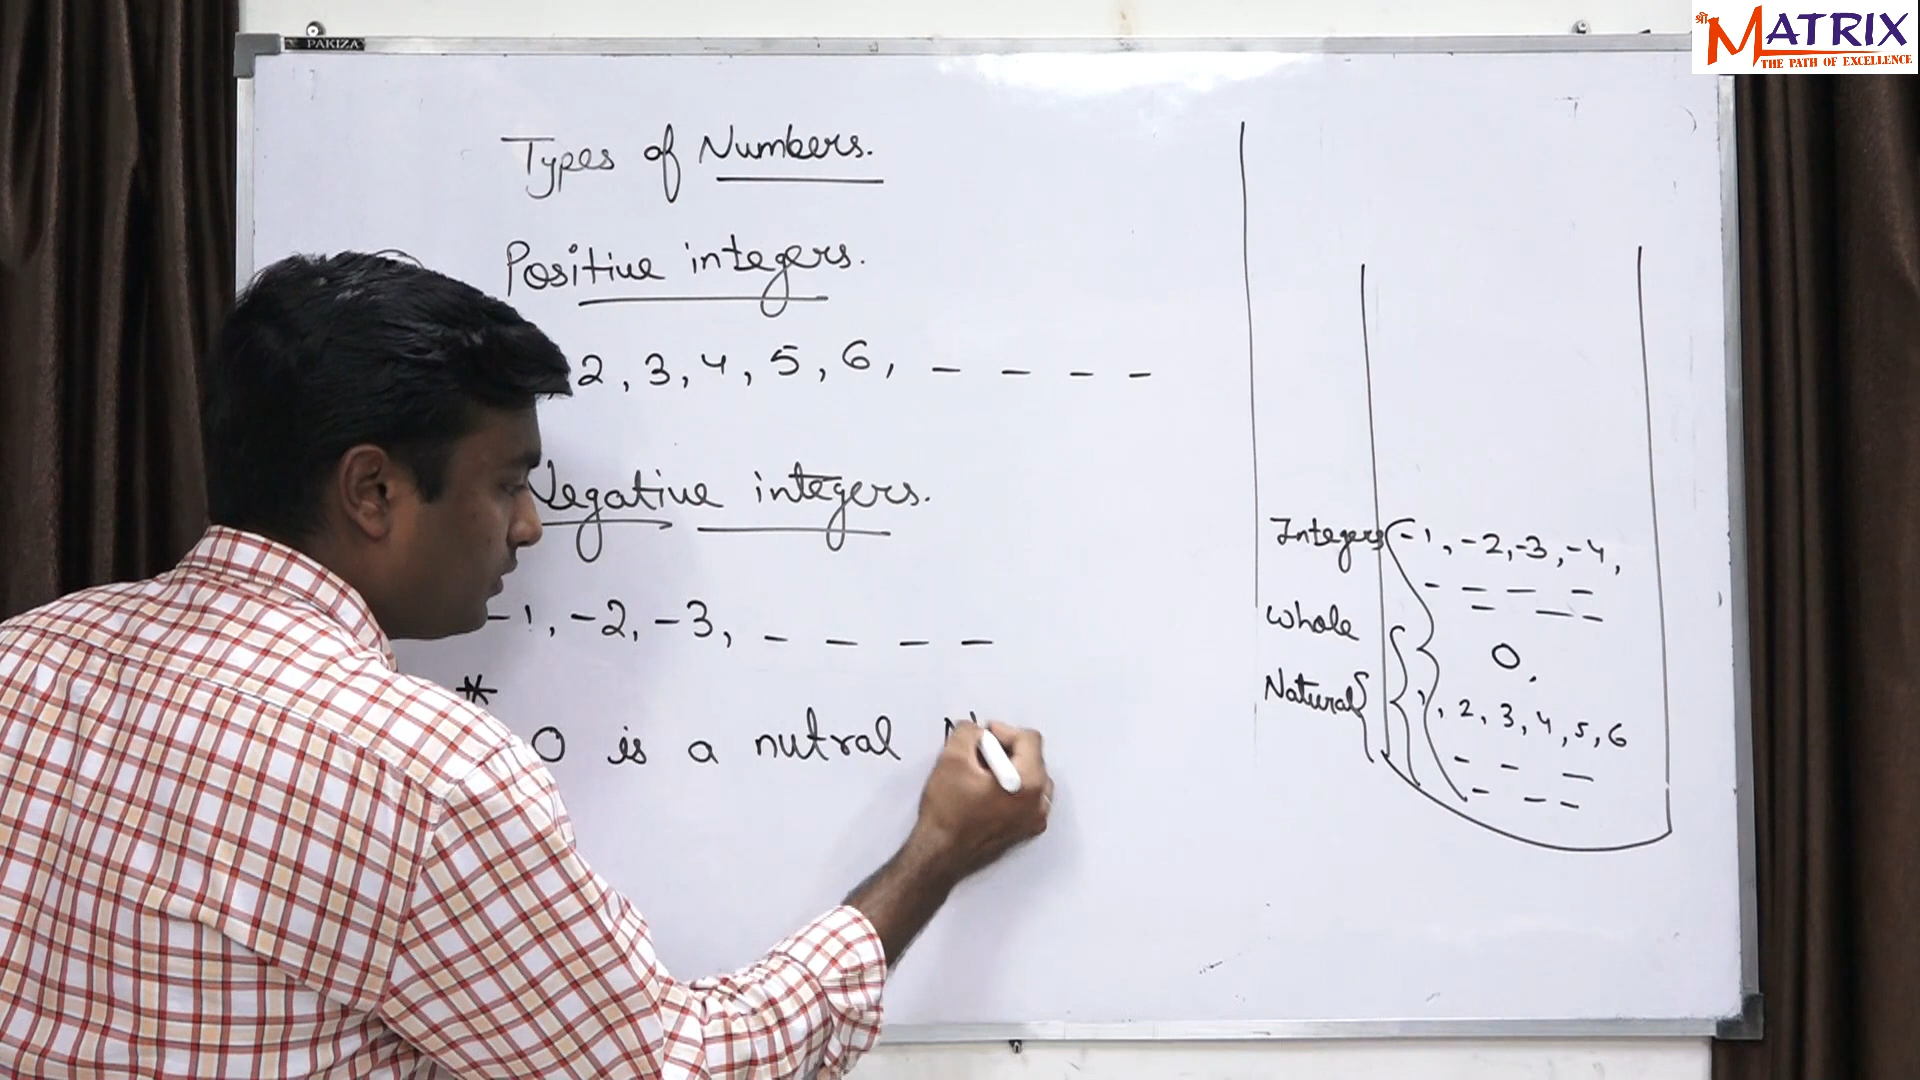 PAKIZA
श्री MATRIX
THE PATH OF EXCELLENCE
Types of Numbers.
Positive integers.
2, 3, 4, 5, 6, - - - -
Negative integers.
-1, -2, -3, - - - -
*
0 is a nutral N
Integers -1, -2, -3, -4,
- - - -
- - -
Whole
0,
Natural 1, 2, 3, 4, 5, 6
- - -
- - -